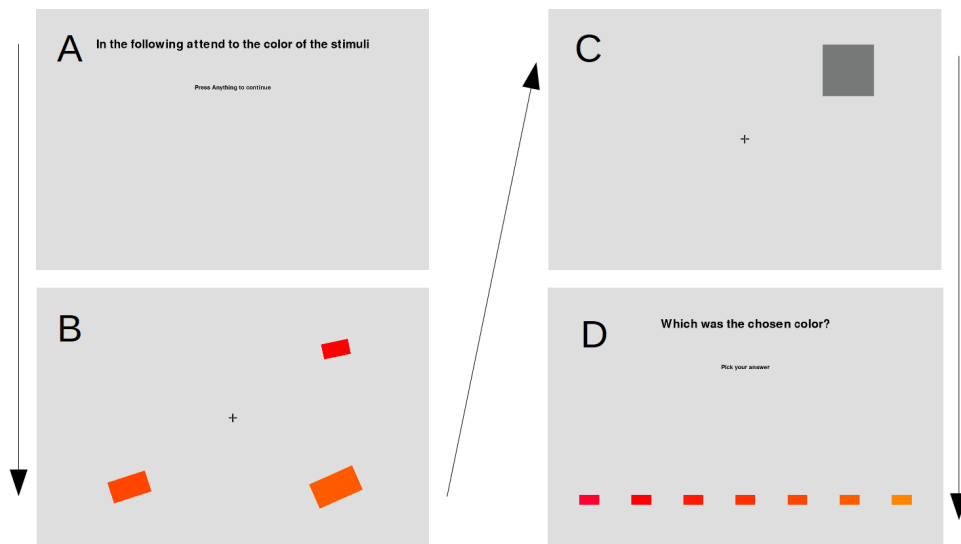 A
In the following attend to the color of the stimuli
Press Anything to continue
B
C
D
Which was the chosen color?
Pick your answer